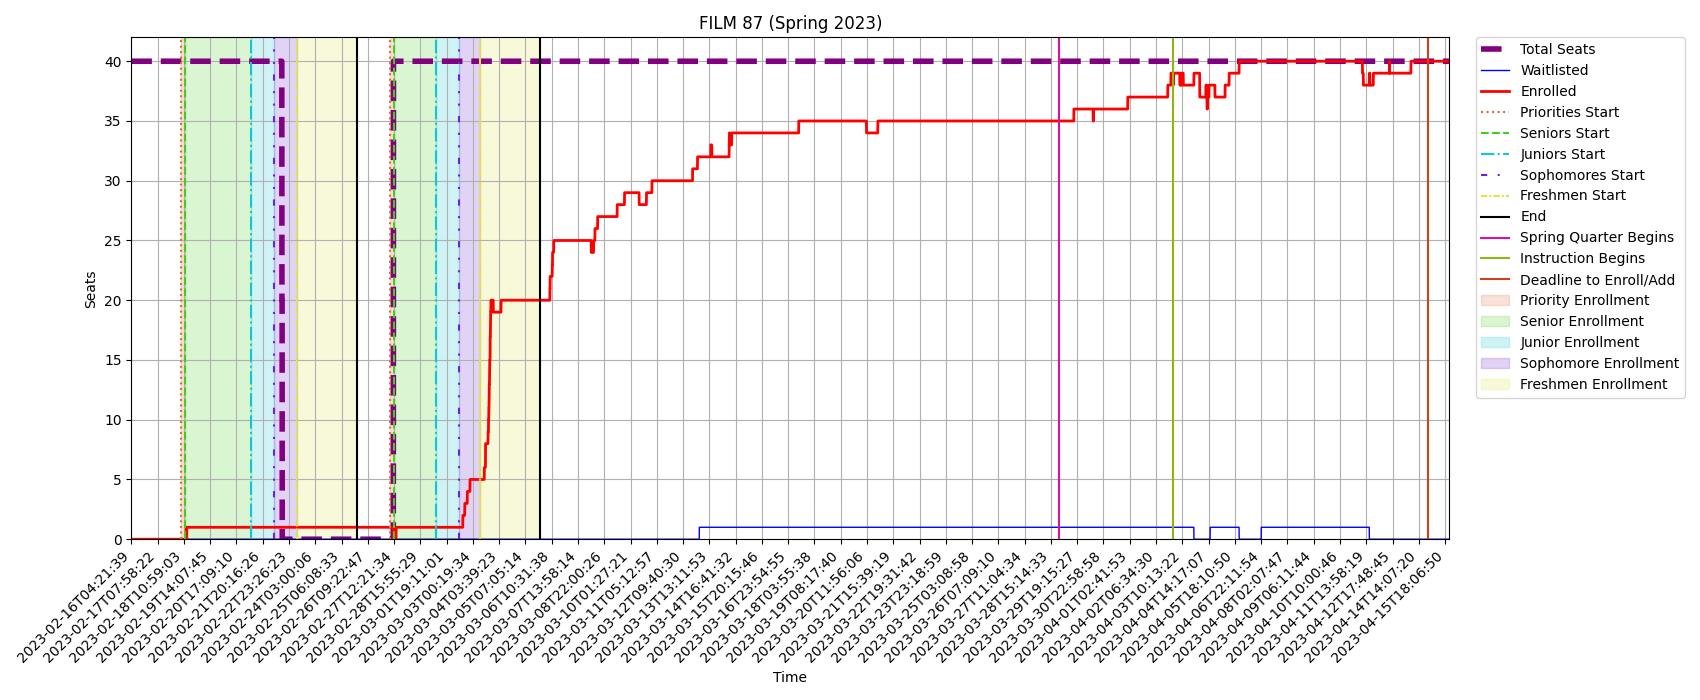 FILM 87 (Spring 2023)
Seats
40
35
30
25
20
15
10
5
0
2023-02-16T04:21:39
2023-02-17T07:58:22
2023-02-18T10:59:03
2023-02-19T14:07:45
2023-02-20T17:09:16
2023-02-21T20:16:26
2023-02-22T23:26:23
2023-02-24T03:00:06
2023-02-25T06:08:33
2023-02-26T09:22:47
2023-02-27T12:21:34
2023-02-28T15:55:29
2023-03-01T19:11:01
2023-03-03T00:19:34
2023-03-04T03:39:23
2023-03-05T07:05:14
2023-03-06T10:31:38
2023-03-07T13:58:14
2023-03-08T22:00:26
2023-03-10T01:27:21
2023-03-11T05:12:57
2023-03-12T09:40:30
2023-03-13T13:11:53
2023-03-14T16:41:32
2023-03-15T20:15:46
2023-03-16T23:54:55
2023-03-18T03:55:38
2023-03-19T08:17:40
2023-03-20T11:56:06
2023-03-21T15:39:19
2023-03-22T19:31:42
2023-03-23T23:18:59
2023-03-25T03:08:58
2023-03-26T07:09:10
2023-03-27T11:04:34
2023-03-28T15:14:33
2023-03-29T19:15:27
2023-03-30T22:58:58
2023-04-01T02:41:53
2023-04-02T06:34:30
2023-04-03T10:13:22
2023-04-04T14:17:07
2023-04-05T18:10:50
2023-04-06T22:11:54
2023-04-08T02:07:47
2023-04-09T06:11:44
2023-04-10T10:00:46
2023-04-11T13:58:19
2023-04-12T17:48:45
2023-04-14T14:07:20
2023-04-15T18:06:50
Time
Total Seats
Waitlisted
Enrolled
Priorities Start
Seniors Start
Juniors Start
Sophomores Start
Freshmen Start
End
Spring Quarter Begins
Instruction Begins
Deadline to Enroll/Add
Priority Enrollment
Senior Enrollment
Junior Enrollment
Sophomore Enrollment
Freshmen Enrollment